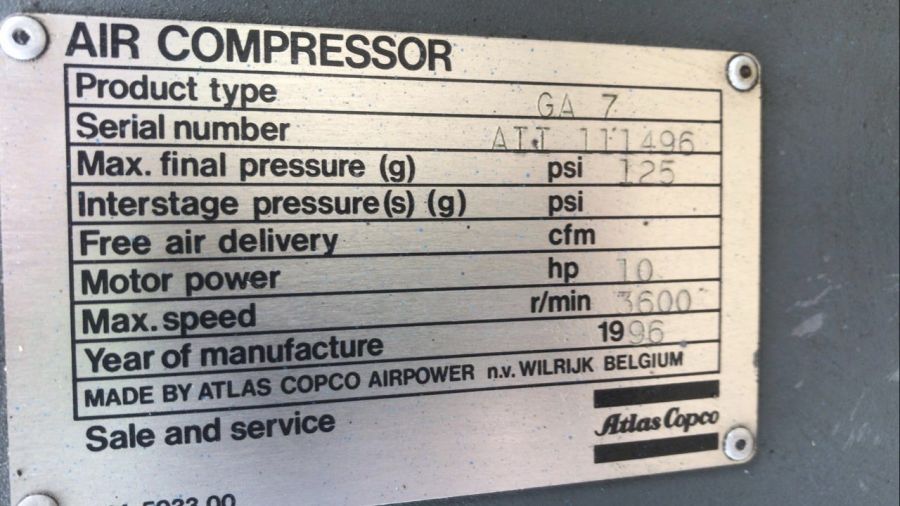 AIR COMPRESSOR
Product type GA 7
Serial number AII 111496
Max. final pressure (g) psi 125
Interstage pressure(s) (g) psi
Free air delivery cfm
Motor power hp 10
Max. speed r/min 3600
Year of manufacture 1996
MADE BY ATLAS COPCO AIRPOWER n.v. WILRIJK BELGIUM
Sale and service
Atlas Copco